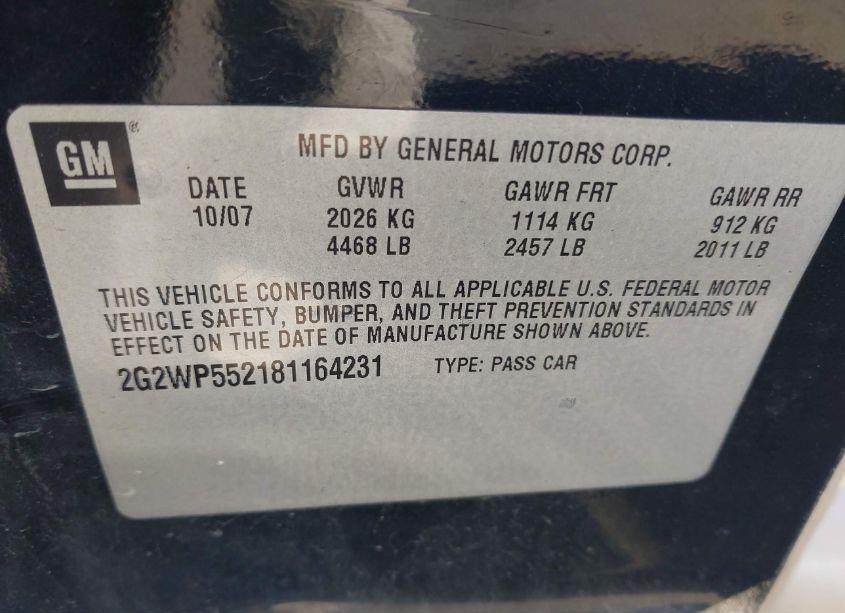 GM®
MFD BY GENERAL MOTORS CORP.
DATE GVWR GAWR FRT GAWR RR
10/07 2026 KG 1114 KG 912 KG
4468 LB 2457 LB 2011 LB
THIS VEHICLE CONFORMS TO ALL APPLICABLE U.S. FEDERAL MOTOR
VEHICLE SAFETY, BUMPER, AND THEFT PREVENTION STANDARDS IN
EFFECT ON THE DATE OF MANUFACTURE SHOWN ABOVE.
2G2WP552181164231 TYPE: PASS CAR